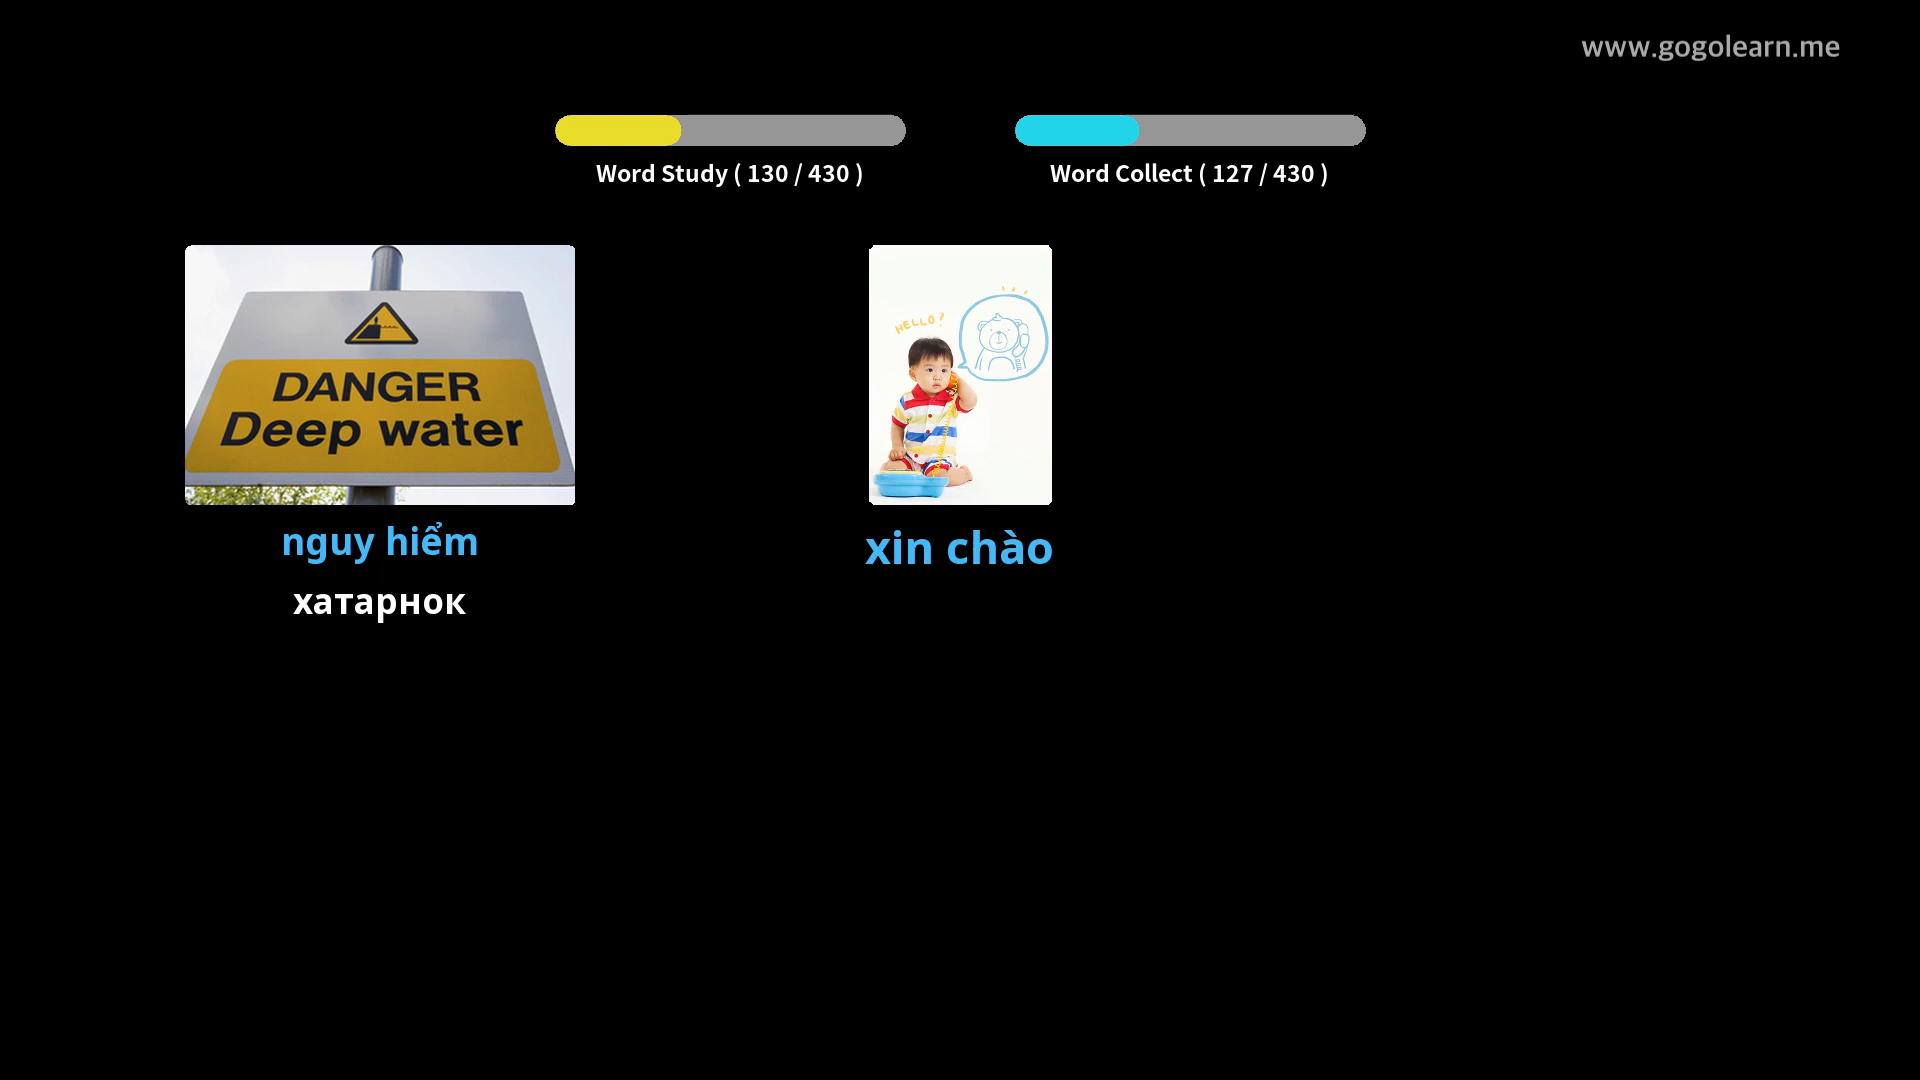 www.gogolearn.me
Word Study ( 130 / 430 )
Word Collect ( 127 / 430 )
DANGER
Deep water
HELLO?
nguy hiểm
хатарнок
xin chào